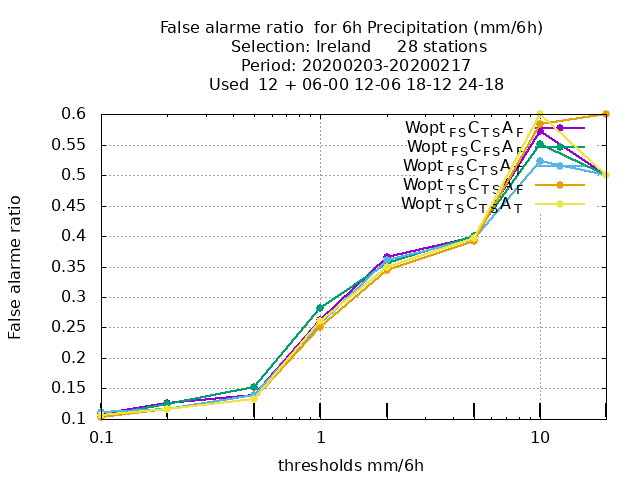 False alarme ratio  for 6h Precipitation (mm/6h)
Selection: Ireland     28 stations
Period: 20200203-20200217
Used  12 + 06-00 12-06 18-12 24-18
0.6
0.55
0.5
0.45
0.4
0.35
0.3
0.25
0.2
0.15
0.1
False alarme ratio
Wopt FS C TS A F
Wopt FS C FS A F
Wopt FS C TS A T
Wopt TS C TS A F
Wopt TS C TS A T
0.1 1 10
thresholds mm/6h